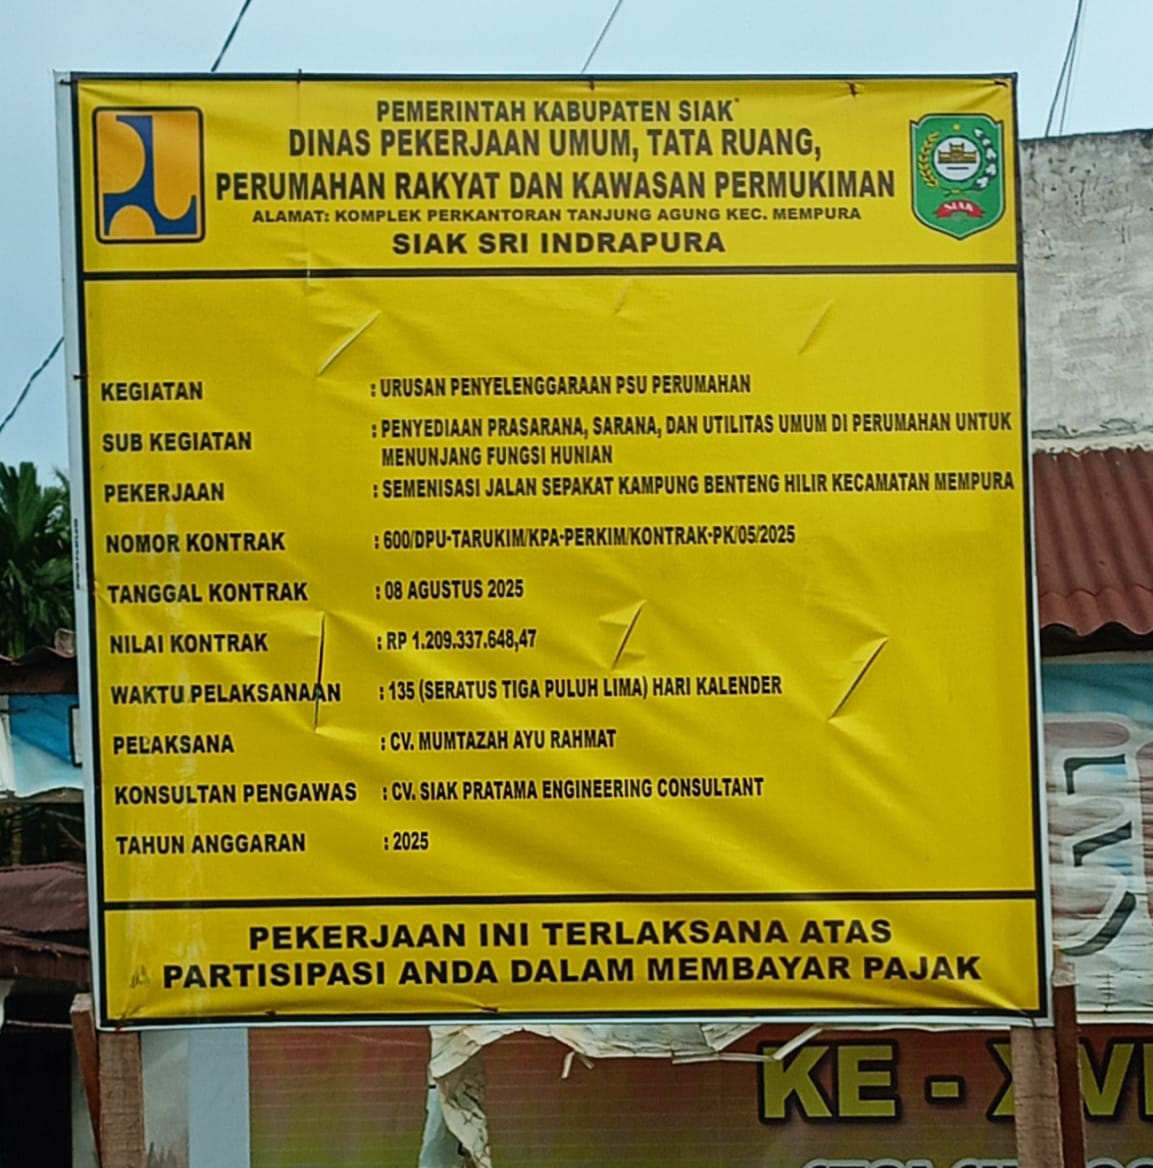 PEMERINTAH KABUPATEN SIAK
DINAS PEKERJAAN UMUM, TATA RUANG,
PERUMAHAN RAKYAT DAN KAWASAN PERMUKIMAN
ALAMAT: KOMPLEK PERKANTORAN TANJUNG AGUNG KEC. MEMPURA
SIAK SRI INDRAPURA
SIAK
KEGIATAN : URUSAN PENYELENGGARAAN PSU PERUMAHAN
SUB KEGIATAN : PENYEDIAAN PRASARANA, SARANA, DAN UTILITAS UMUM DI PERUMAHAN UNTUK
MENUNJANG FUNGSI HUNIAN
PEKERJAAN : SEMENISASI JALAN SEPAKAT KAMPUNG BENTENG HILIR KECAMATAN MEMPURA
NOMOR KONTRAK : 600/DPU-TARUKIM/KPA-PERKIM/KONTRAK-PK/05/2025
TANGGAL KONTRAK : 08 AGUSTUS 2025
NILAI KONTRAK : RP 1.209.337.648,47
WAKTU PELAKSANAAN : 135 (SERATUS TIGA PULUH LIMA) HARI KALENDER
PELAKSANA : CV. MUMTAZAH AYU RAHMAT
KONSULTAN PENGAWAS : CV. SIAK PRATAMA ENGINEERING CONSULTANT
TAHUN ANGGARAN : 2025
PEKERJAAN INI TERLAKSANA ATAS
PARTISIPASI ANDA DALAM MEMBAYAR PAJAK
KE -